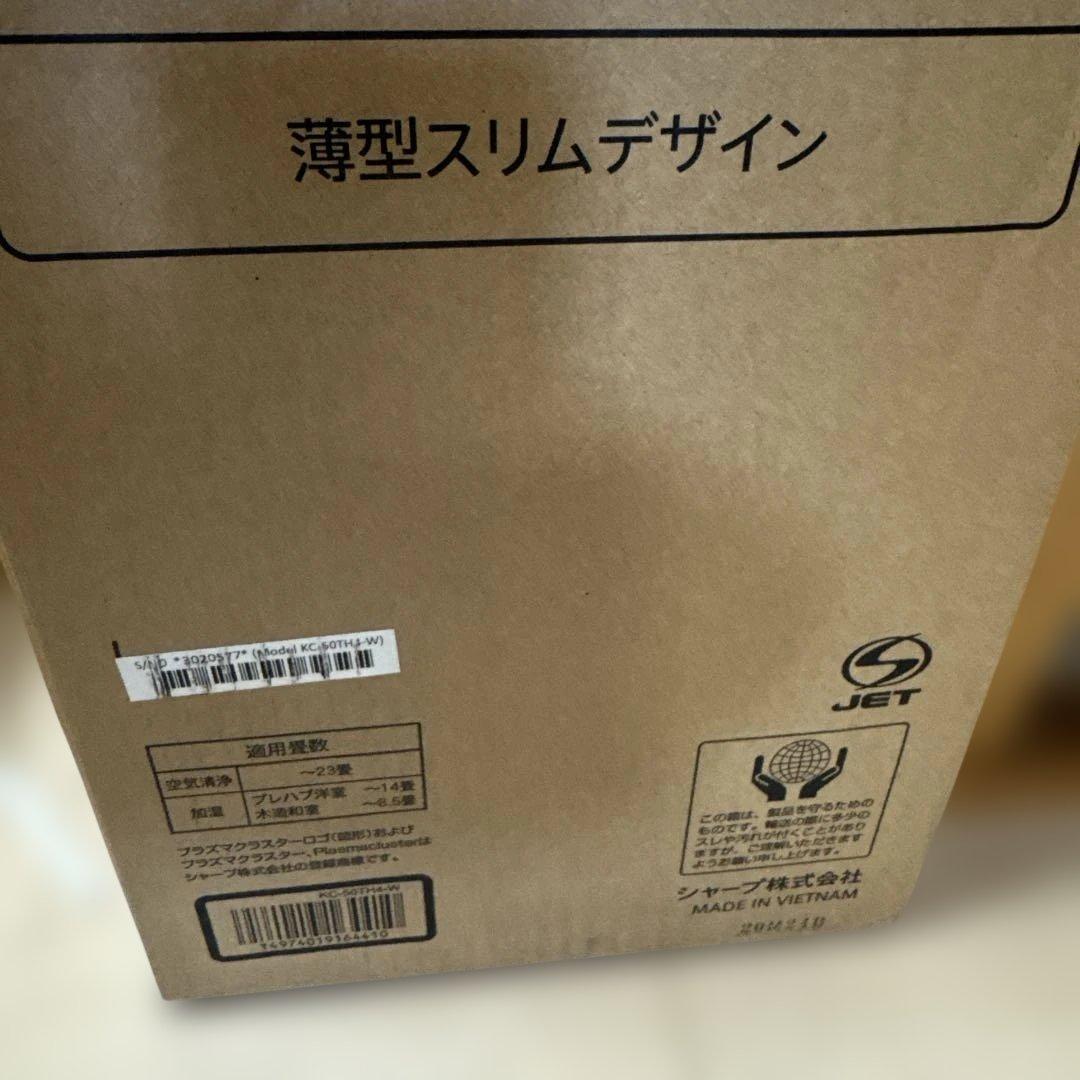 薄型スリムデザイン
S/NO *3020577* (Model KC-50TH4-W)
JET
適用畳数
空気清浄 ～23畳
加湿 プレハブ洋室 ～14畳
木造和室 ～8.5畳
プラズマクラスターロゴ(図形)および
プラズマクラスター、Plasmaclusterは
シャープ株式会社の登録商標です。
KC-50TH4-W
4974019164410
この箱は、製品を守るための
ものです。輸送の際に多少の
スレや汚れが付くことがあり
ますが、ご理解いただきます
ようお願い申し上げます。
シャープ株式会社
MADE IN VIETNAM